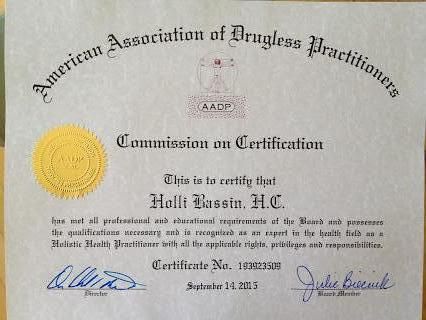 American Association of Drugless Practitioners
AADP
Commission on Certification
AADP
This is to certify that
Holli Bassin, H.C.
has met all professional and educational requirements of the Board and possesses
the qualifications necessary and is recognized as an expert in the health field as a
Holistic Health Practitioner with all the applicable rights, privileges and responsibilities.
Certificate No. 193923509
Director
September 14, 2015
Board Member